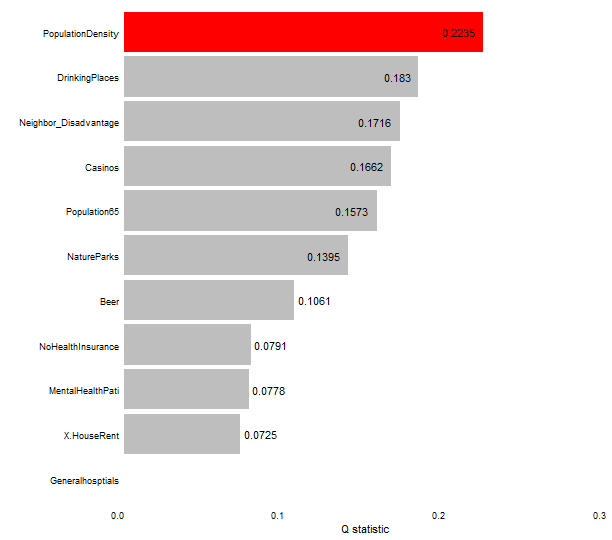 PopulationDensity 0.2235
DrinkingPlaces 0.183
Neighbor_Disadvantage 0.1716
Casinos 0.1662
Population65 0.1573
NatureParks 0.1395
Beer 0.1061
NoHealthInsurance 0.0791
MentalHealthPati 0.0778
X.HouseRent 0.0725
Generalhosptials
0.0 0.1 0.2 0.3
Q statistic